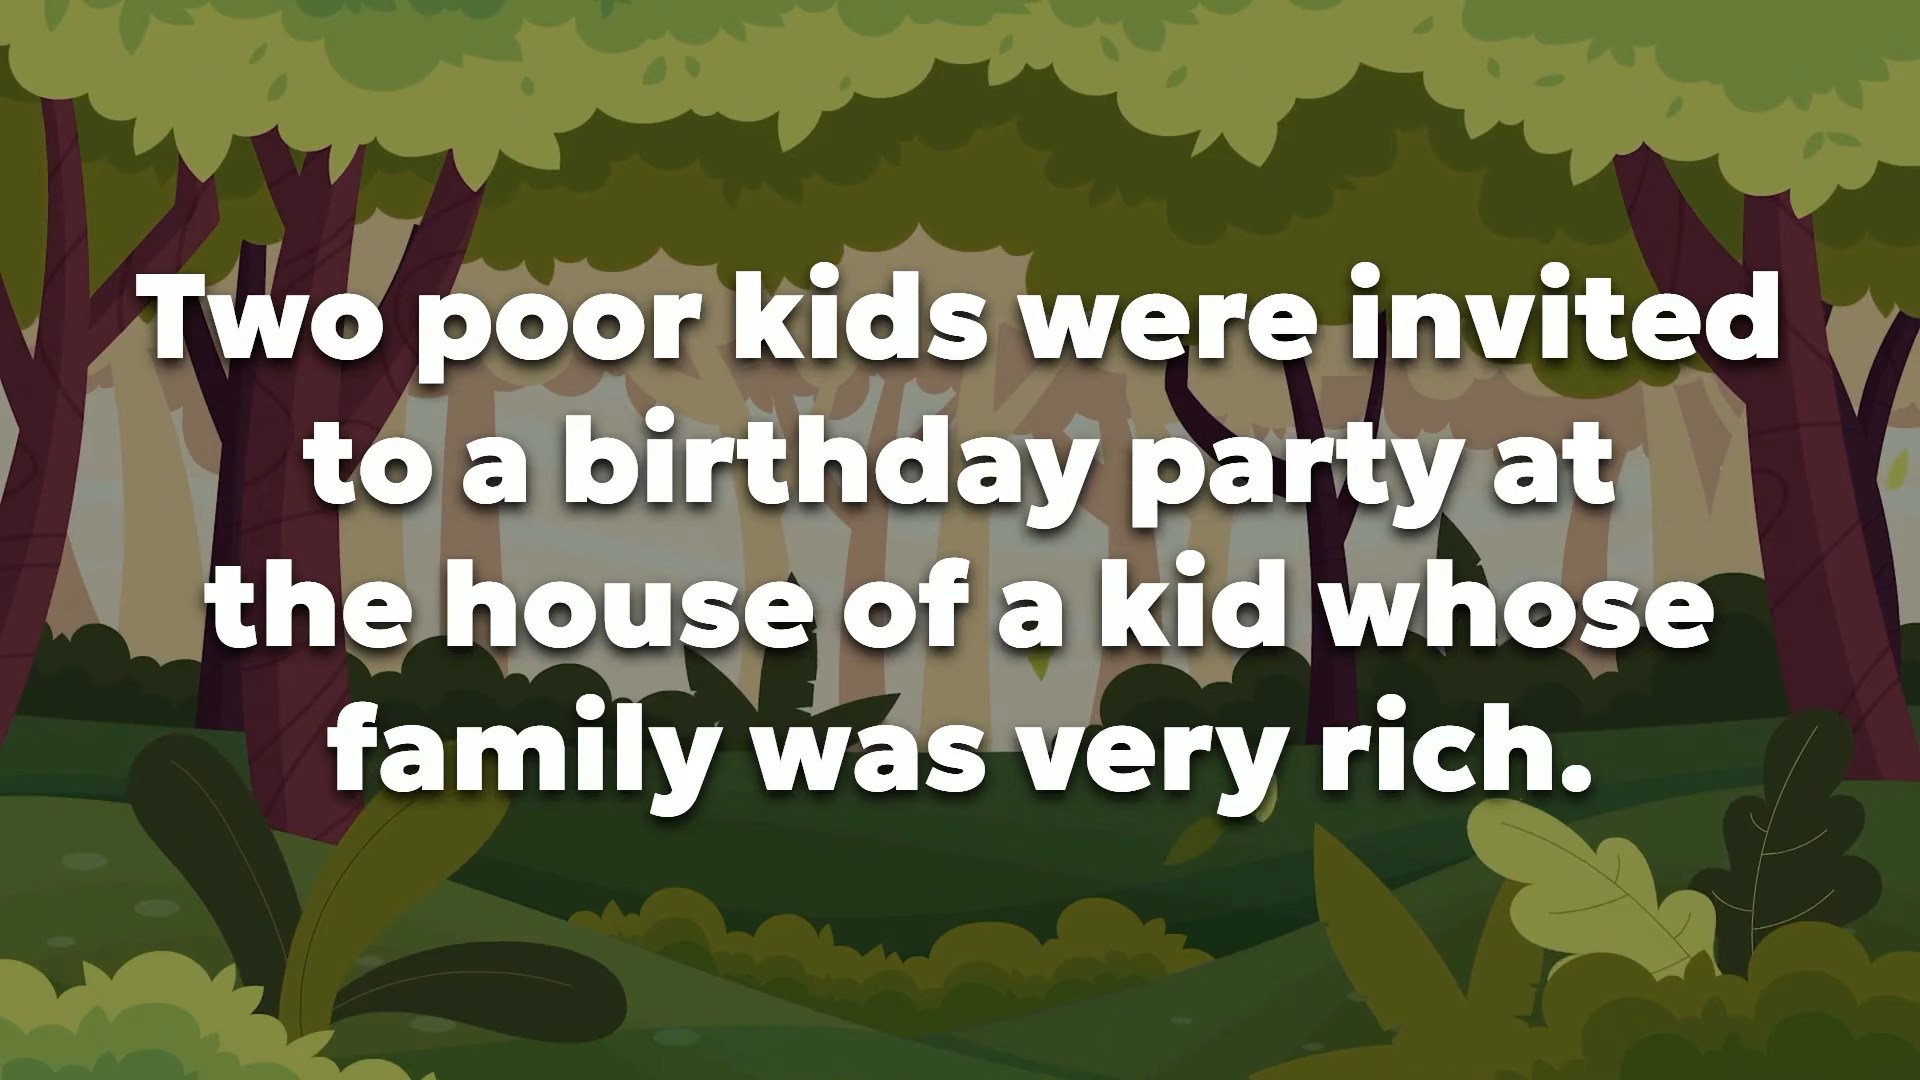 Two poor kids were invited
to a birthday party at
the house of a kid whose
family was very rich.